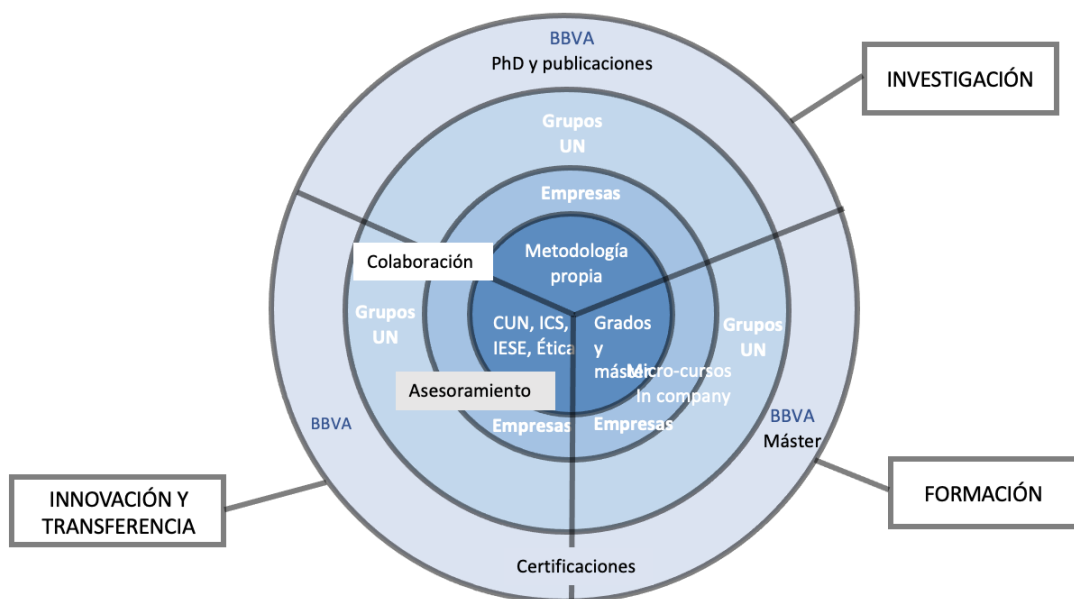 BBVA
PhD y publicaciones
INVESTIGACIÓN
Grupos
UN
Empresas
Metodología
propia
Colaboración
Grupos
UN
CUN, ICS,
IESE, Ética
Grados
y
máster
Grupos
UN
Micro-cursos
In company
Asesoramiento
Empresas
Empresas
BBVA
BBVA
Máster
INNOVACIÓN Y
TRANSFERENCIA
FORMACIÓN
Certificaciones